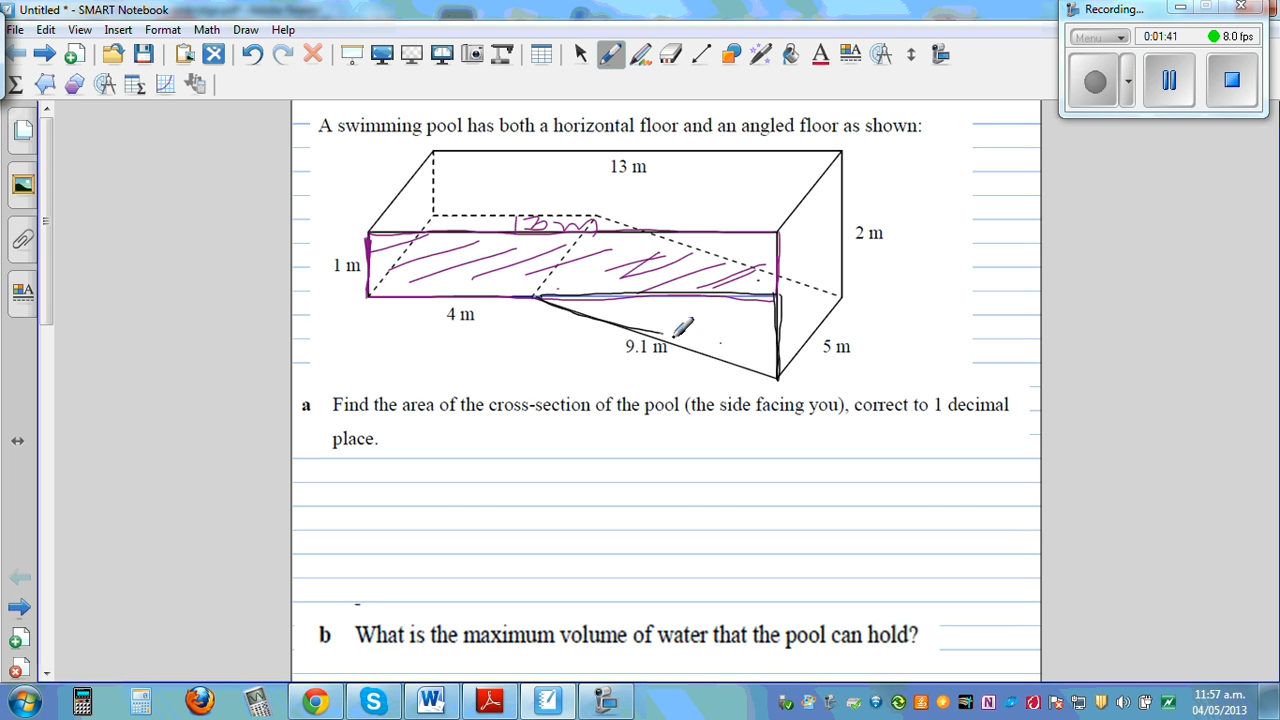 Untitled * - SMART Notebook
Recording...
File Edit View Insert Format Math Draw Help
Menu
0:01:41
8.0 fps
A swimming pool has both a horizontal floor and an angled floor as shown:
13 m
13 m
2 m
1 m
4 m
9.1 m
5 m
a Find the area of the cross-section of the pool (the side facing you), correct to 1 decimal
place.
b What is the maximum volume of water that the pool can hold?
11:57 a.m.
04/05/2013